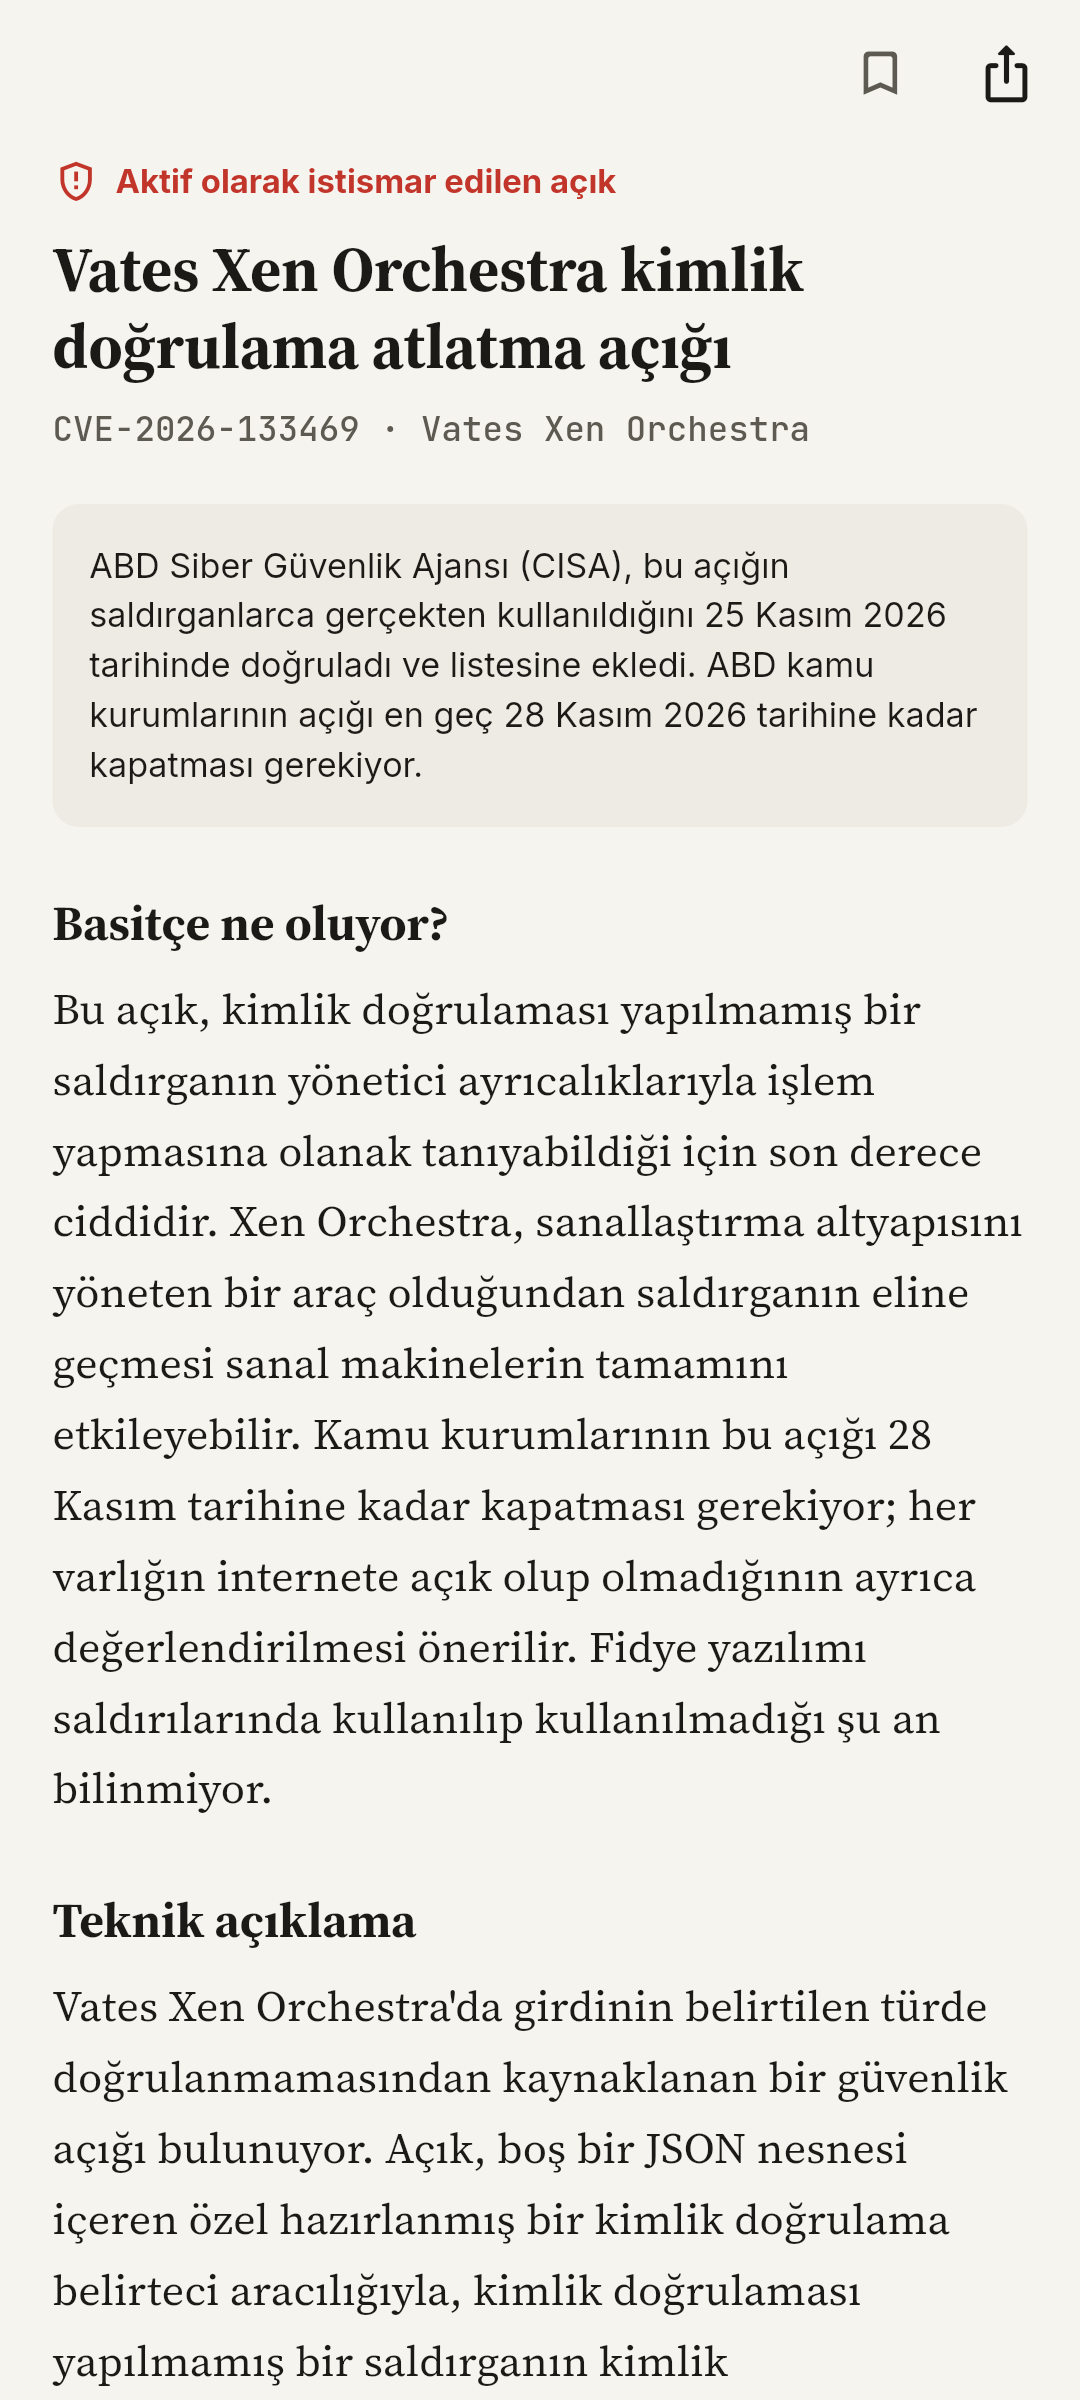 Aktif olarak istismar edilen açık
Vates Xen Orchestra kimlik
doğrulama atlatma açığı
CVE-2026-133469 · Vates Xen Orchestra
ABD Siber Güvenlik Ajansı (CISA), bu açığın
saldırganlarca gerçekten kullanıldığını 25 Kasım 2026
tarihinde doğruladı ve listesine ekledi. ABD kamu
kurumlarının açığı en geç 28 Kasım 2026 tarihine kadar
kapatması gerekiyor.
Basitçe ne oluyor?
Bu açık, kimlik doğrulaması yapılmamış bir
saldırganın yönetici ayrıcalıklarıyla işlem
yapmasına olanak tanıyabildiği için son derece
ciddidir. Xen Orchestra, sanallaştırma altyapısını
yöneten bir araç olduğundan saldırganın eline
geçmesi sanal makinelerin tamamını
etkileyebilir. Kamu kurumlarının bu açığı 28
Kasım tarihine kadar kapatması gerekiyor; her
varlığın internete açık olup olmadığının ayrıca
değerlendirilmesi önerilir. Fidye yazılımı
saldırılarında kullanılıp kullanılmadığı şu an
bilinmiyor.
Teknik açıklama
Vates Xen Orchestra'da girdinin belirtilen türde
doğrulanmamasından kaynaklanan bir güvenlik
açığı bulunuyor. Açık, boş bir JSON nesnesi
içeren özel hazırlanmış bir kimlik doğrulama
belirteci aracılığıyla, kimlik doğrulaması
yapılmamış bir saldırganın kimlik